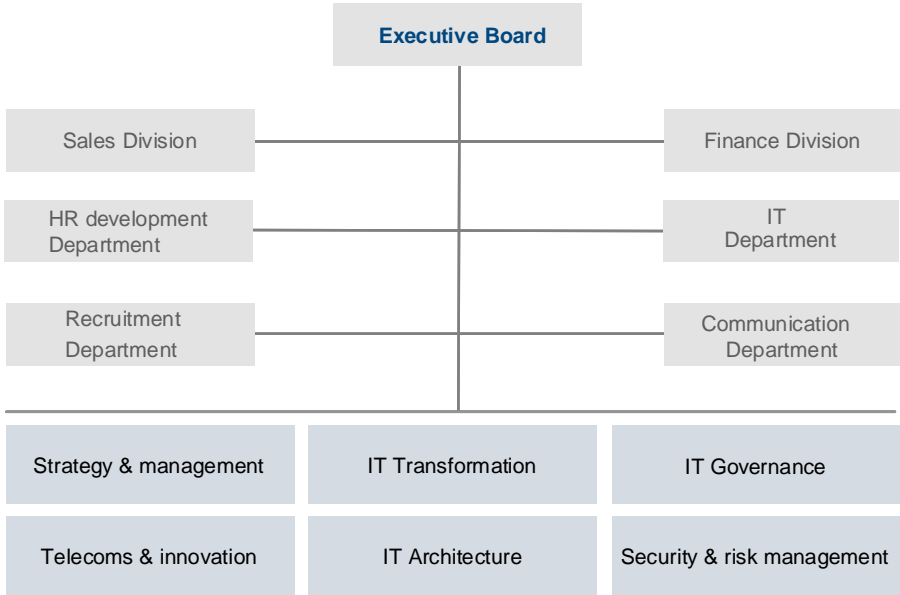 Executive Board
Sales Division
Finance Division
HR development
Department
IT
Department
Recruitment
Department
Communication
Department
Strategy & management
IT Transformation
IT Governance
Telecoms & innovation
IT Architecture
Security & risk management